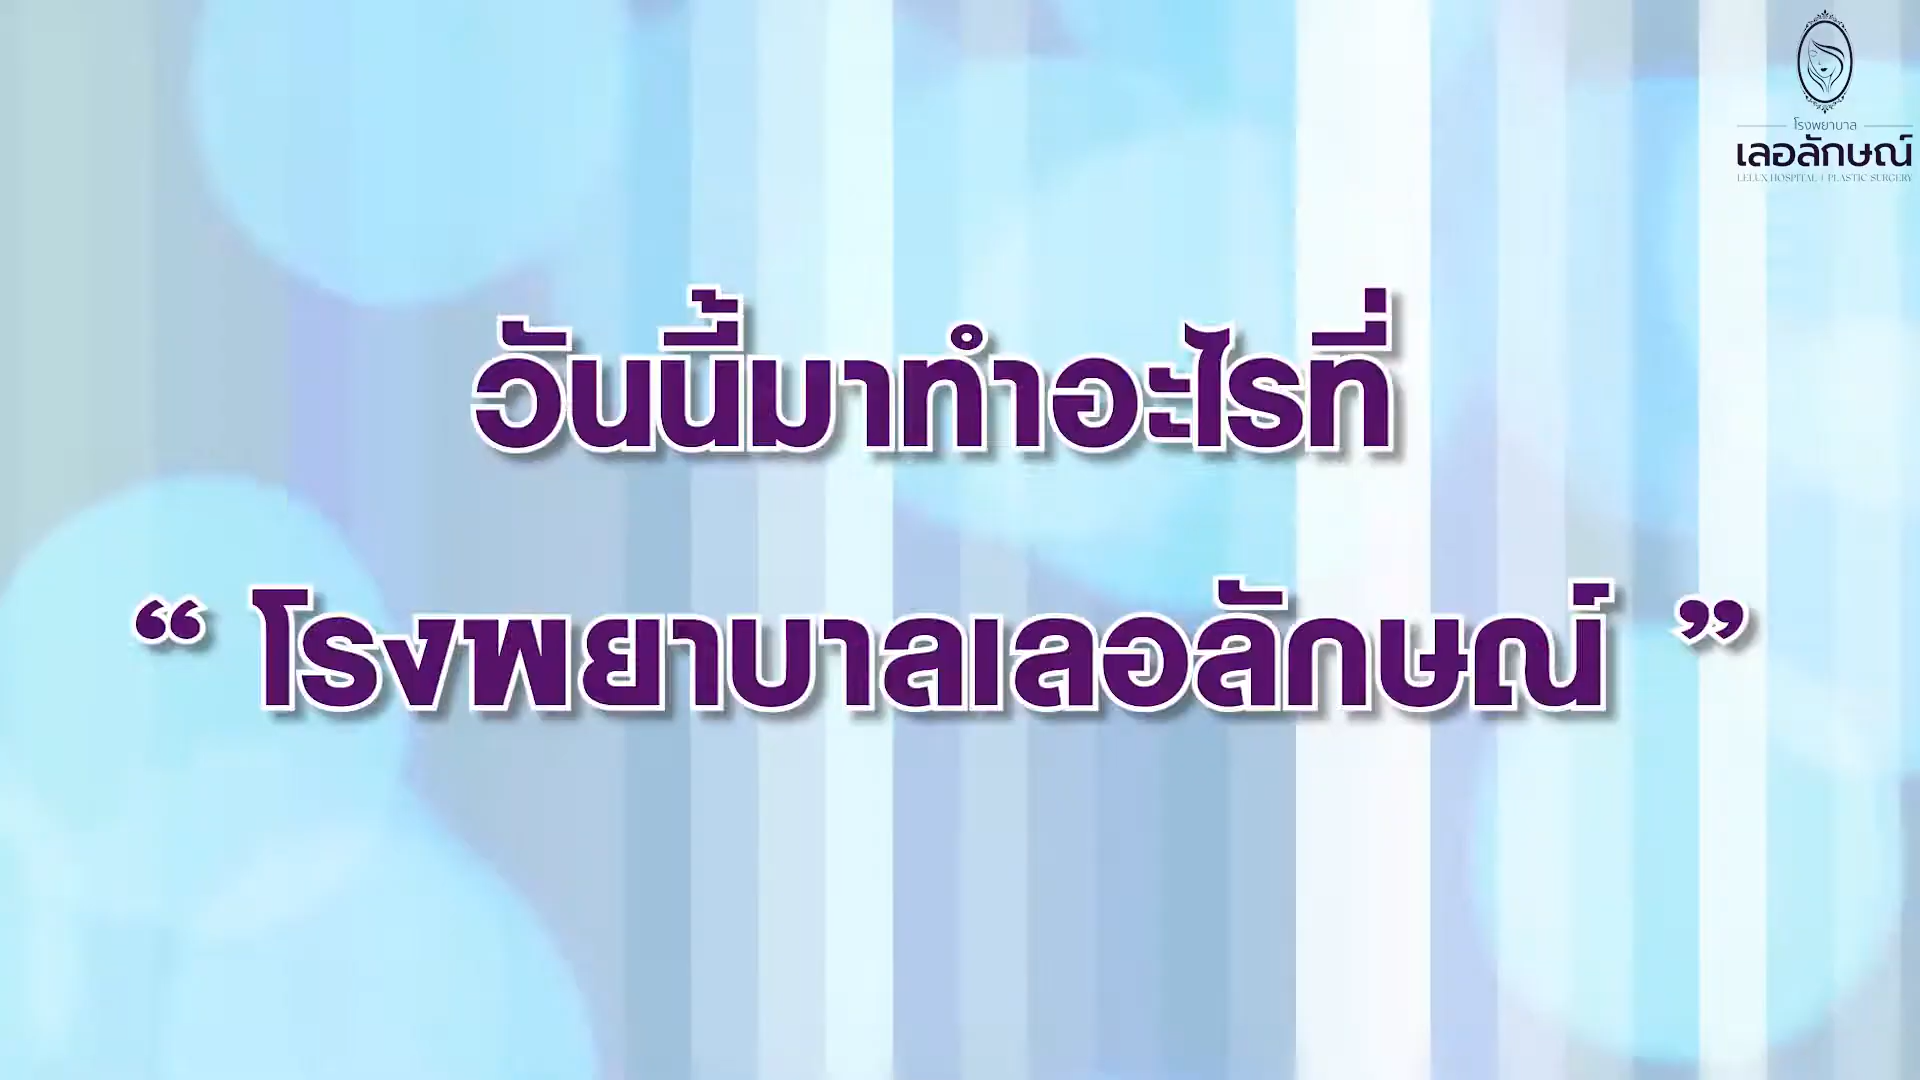 โรงพยาบาล
เลอลักษณ์
LELUX HOSPITAL | PLASTIC SURGERY
วันนี้มาทำอะไรที่
“ โรงพยาบาลเลอลักษณ์ ”